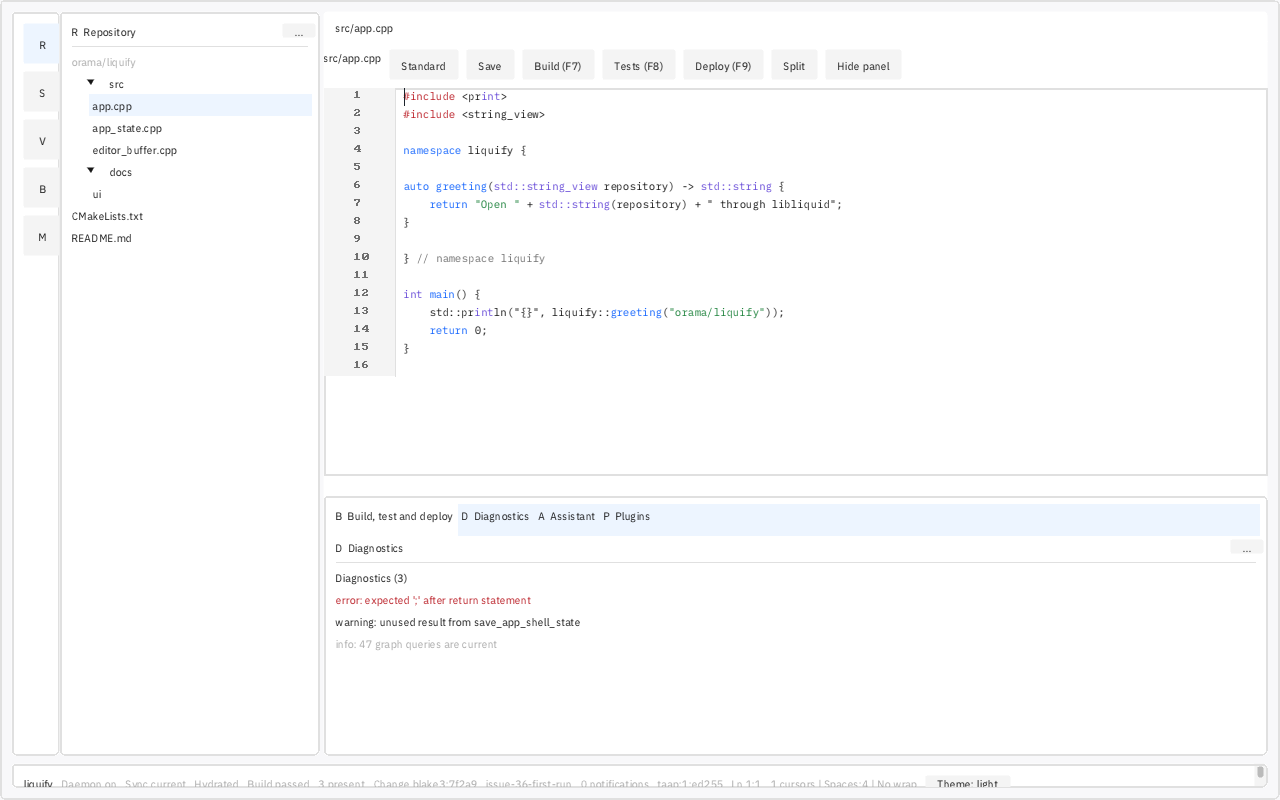 R
S
V
B
M
R Repository
...
orama/liquify
src
app.cpp
app_state.cpp
editor_buffer.cpp
docs
ui
CMakeLists.txt
README.md
src/app.cpp
src/app.cpp Standard Save Build (F7) Tests (F8) Deploy (F9) Split Hide panel
1 #include <print>
2 #include <string_view>
3
4 namespace liquify {
5
6 auto greeting(std::string_view repository) -> std::string {
7 return "Open " + std::string(repository) + " through libliquid";
8 }
9
10 } // namespace liquify
11
12 int main() {
13 std::println("{}", liquify::greeting("orama/liquify"));
14 return 0;
15 }
16
B Build, test and deploy D Diagnostics A Assistant P Plugins
D Diagnostics ...
Diagnostics (3)
error: expected ';' after return statement
warning: unused result from save_app_shell_state
info: 47 graph queries are current
liquify Daemon on Sync current Hydrated Build passed 3 present Change blake3:7f2a9 issue-36-first-run 0 notifications taap:1:ed255 Ln 1:1 1 cursors | Spaces:4 | No wrap Theme: light